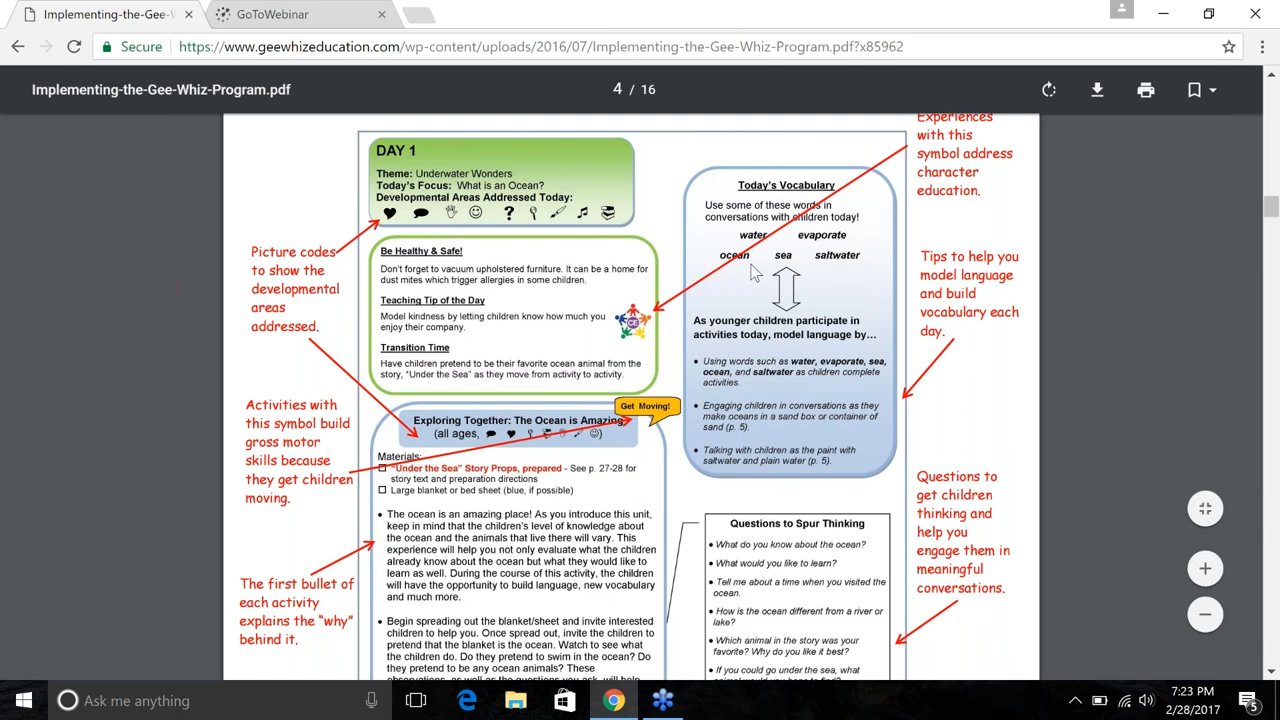 Implementing-the-Gee-W
GoToWebinar
Secure
https://www.geewhizeducation.com/wp-content/uploads/2016/07/Implementing-the-Gee-Whiz-Program.pdf?x85962
Implementing-the-Gee-Whiz-Program.pdf
4 / 16
Experiences
with this
symbol address
character
education.
DAY 1
Theme: Underwater Wonders
Today's Focus: What is an Ocean?
Developmental Areas Addressed Today:
Picture codes
to show the
developmental
areas
addressed.
Be Healthy & Safe!
Don't forget to vacuum upholstered furniture. It can be a home for
dust mites which trigger allergies in some children.
Teaching Tip of the Day
Model kindness by letting children know how much you
enjoy their company.
CE
Transition Time
Have children pretend to be their favorite ocean animal from the
story, "Under the Sea" as they move from activity to activity.
Today's Vocabulary
Use some of these words in
conversations with children today!
water evaporate
ocean sea saltwater
As younger children participate in
activities today, model language by…
• Using words such as water, evaporate, sea,
ocean, and saltwater as children complete
activities.
• Engaging children in conversations as they
make oceans in a sand box or container of
sand (p. 5).
• Talking with children as the paint with
saltwater and plain water (p. 5).
Tips to help you
model language
and build
vocabulary each
day.
Activities with
this symbol build
gross motor
skills because
they get children
moving.
Get Moving!
Exploring Together: The Ocean is Amazing
(all ages, )
Materials:
"Under the Sea" Story Props, prepared - See p. 27-28 for
story text and preparation directions
Large blanket or bed sheet (blue, if possible)
• The ocean is an amazing place! As you introduce this unit,
keep in mind that the children's level of knowledge about
the ocean and the animals that live there will vary. This
experience will help you not only evaluate what the children
already know about the ocean but what they would like to
learn as well. During the course of this activity, the children
will have the opportunity to build language, new vocabulary
and much more.
• Begin spreading out the blanket/sheet and invite interested
children to help you. Once spread out, invite the children to
pretend that the blanket is the ocean. Watch to see what
the children do. Do they pretend to swim in the ocean? Do
they pretend to be any ocean animals? These
observations, as well as the questions you ask, will help
The first bullet of
each activity
explains the "why"
behind it.
Questions to Spur Thinking
• What do you know about the ocean?
• What would you like to learn?
• Tell me about a time when you visited the
ocean.
• How is the ocean different from a river or
lake?
• Which animal in the story was your
favorite? Why do you like it best?
• If you could go under the sea, what
animal would you hope to find?
Questions to
get children
thinking and
help you
engage them in
meaningful
conversations.
Ask me anything
7:23 PM
2/28/2017
5